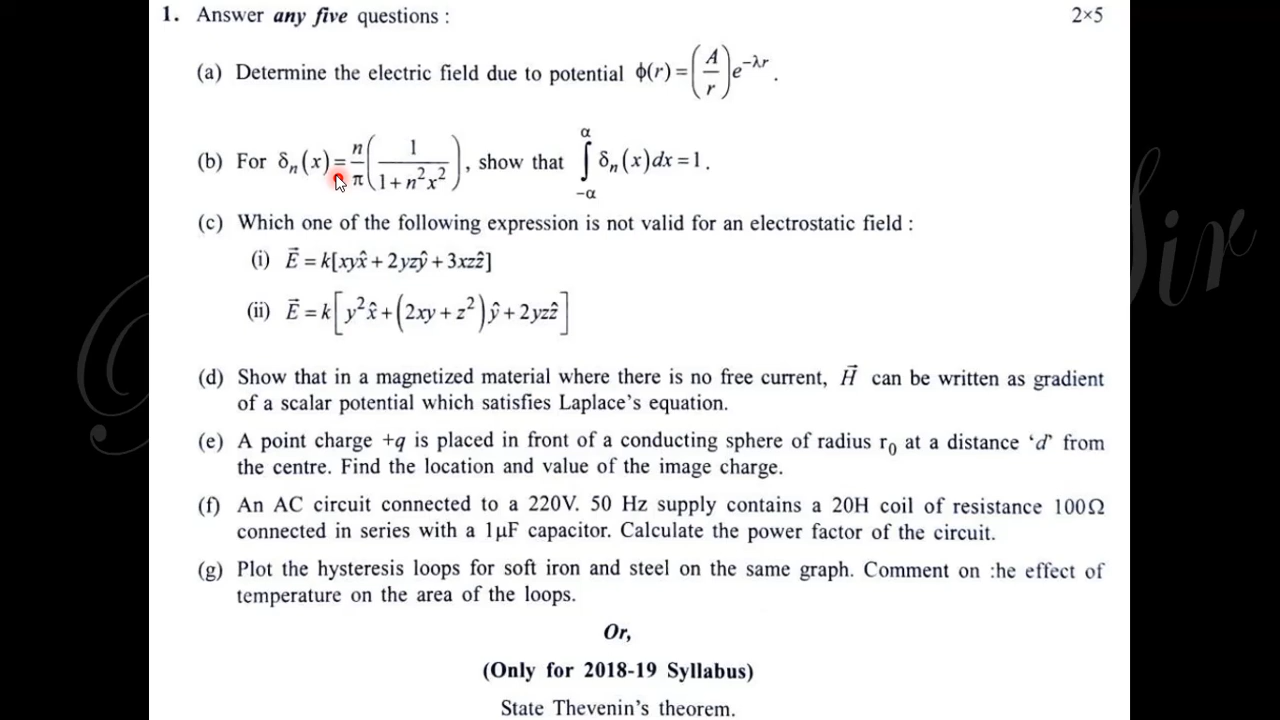 1. Answer any five questions : 2×5
(a) Determine the electric field due to potential ϕ(r) = (A/r) e^{-λr} .
(b) For δₙ(x) = n/π (1/(1 + n²x²)), show that ∫_{-α}^{α} δₙ(x) dx = 1 .
(c) Which one of the following expression is not valid for an electrostatic field :
(i) E⃗ = k[xyx̂ + 2yzŷ + 3xzẑ]
(ii) E⃗ = k[y²x̂ + (2xy + z²)ŷ + 2yzẑ]
(d) Show that in a magnetized material where there is no free current, H⃗ can be written as gradient
of a scalar potential which satisfies Laplace's equation.
(e) A point charge +q is placed in front of a conducting sphere of radius r₀ at a distance 'd' from
the centre. Find the location and value of the image charge.
(f) An AC circuit connected to a 220V. 50 Hz supply contains a 20H coil of resistance 100Ω
connected in series with a 1μF capacitor. Calculate the power factor of the circuit.
(g) Plot the hysteresis loops for soft iron and steel on the same graph. Comment on :he effect of
temperature on the area of the loops.
Or,
(Only for 2018-19 Syllabus)
State Thevenin's theorem.
Sir